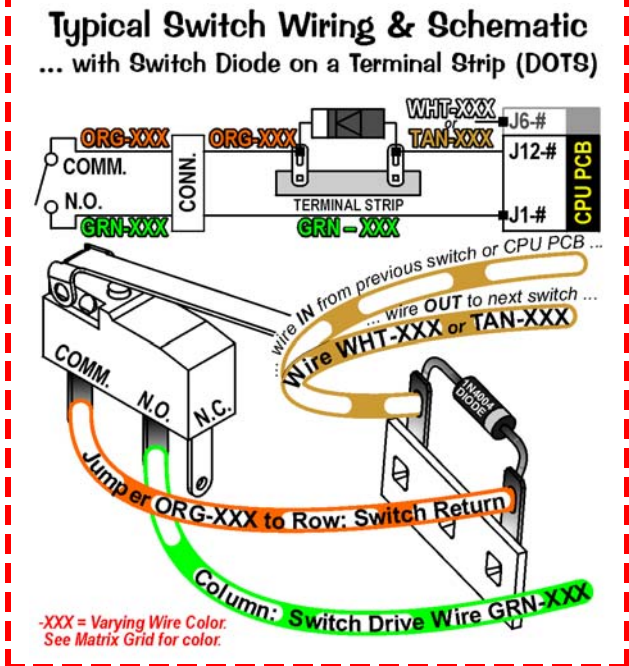 Typical Switch Wiring & Schematic
... with Switch Diode on a Terminal Strip (DOTS)
WHT-XXX
or
TAN-XXX
J6-#
ORG-XXX
ORG-XXX
J12-#
COMM.
CONN.
CPU PCB
N.O.
TERMINAL STRIP
J1-#
GRN-XXX
GRN – XXX
... wire IN from previous switch or CPU PCB ...
... wire OUT to next switch ...
Wire WHT-XXX or TAN-XXX
COMM.
N.O.
N.C.
1N4004
DIODE
Jumper ORG-XXX to Row: Switch Return
Column: Switch Drive Wire GRN-XXX
-XXX = Varying Wire Color.
See Matrix Grid for color.